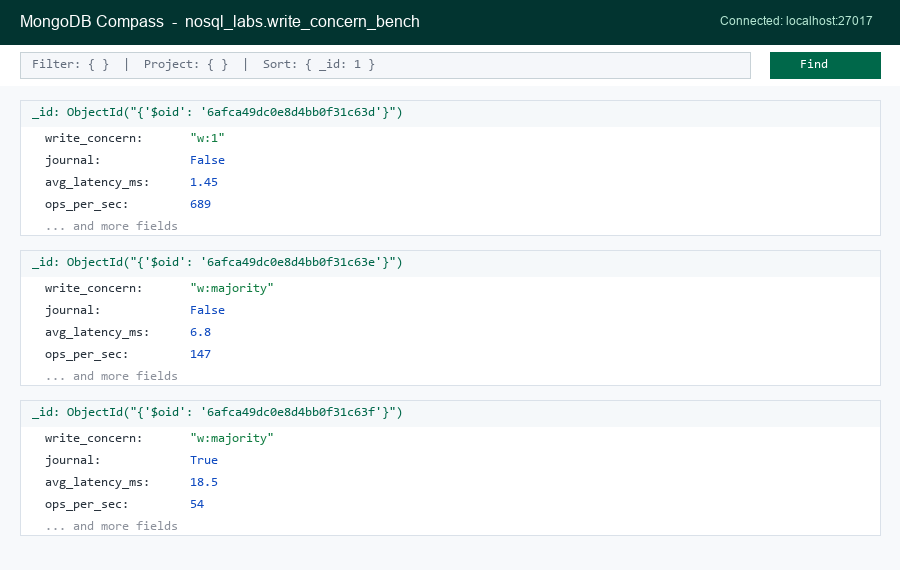 MongoDB Compass - nosql_labs.write_concern_bench
Connected: localhost:27017
Filter: { } | Project: { } | Sort: { _id: 1 }
Find
_id: ObjectId("{'$oid': '6afca49dc0e8d4bb0f31c63d'}")
write_concern: "w:1"
journal: False
avg_latency_ms: 1.45
ops_per_sec: 689
... and more fields
_id: ObjectId("{'$oid': '6afca49dc0e8d4bb0f31c63e'}")
write_concern: "w:majority"
journal: False
avg_latency_ms: 6.8
ops_per_sec: 147
... and more fields
_id: ObjectId("{'$oid': '6afca49dc0e8d4bb0f31c63f'}")
write_concern: "w:majority"
journal: True
avg_latency_ms: 18.5
ops_per_sec: 54
... and more fields